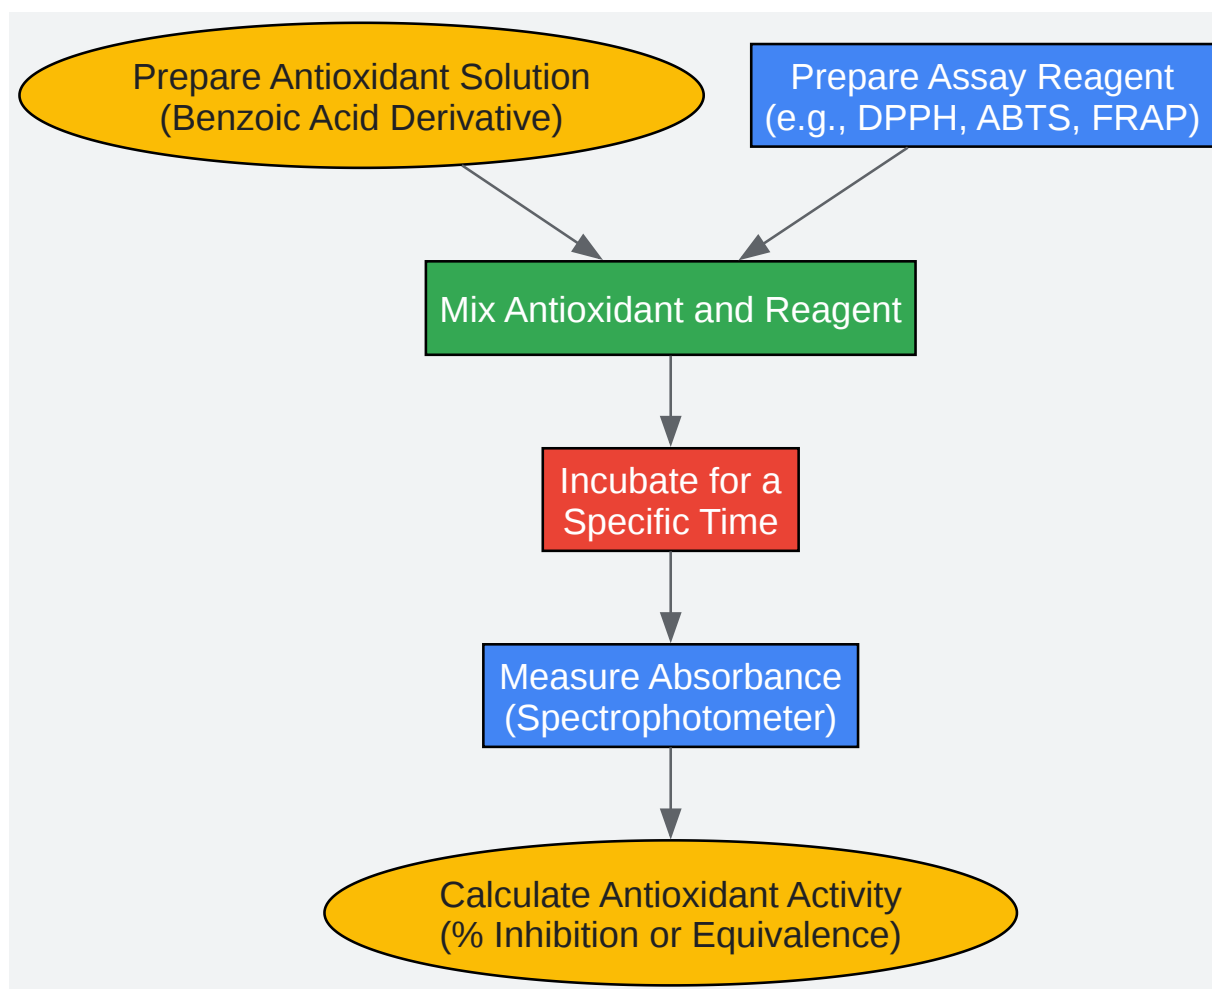 Prepare Antioxidant Solution
(Benzoic Acid Derivative)
Prepare Assay Reagent
(e.g., DPPH, ABTS, FRAP)
Mix Antioxidant and Reagent
Incubate for a
Specific Time
Measure Absorbance
(Spectrophotometer)
Calculate Antioxidant Activity
(% Inhibition or Equivalence)